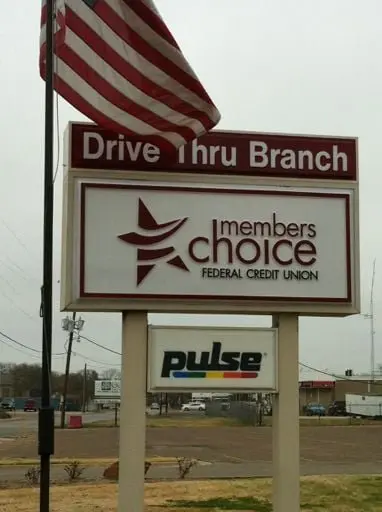 Drive Thru Branch
members
choice
FEDERAL CREDIT UNION
pulse